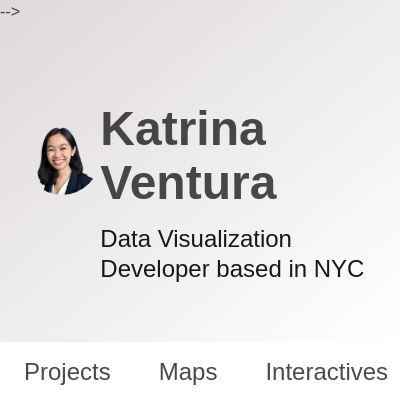 -->
Katrina
Ventura
Data Visualization
Developer based in NYC
Projects Maps Interactives